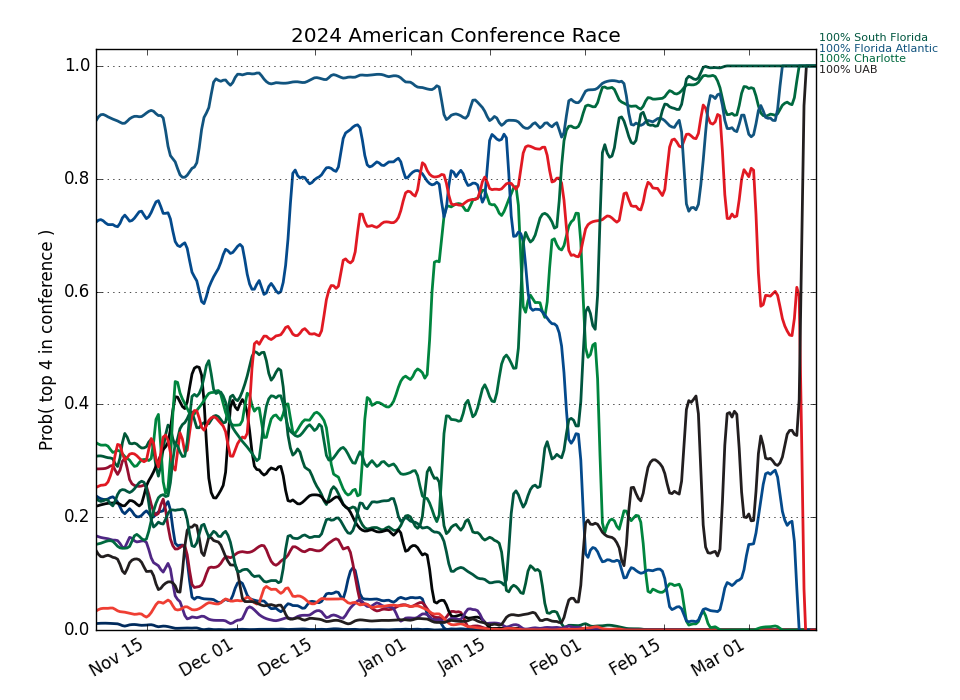 2024 American Conference Race
100% South Florida
100% Florida Atlantic
100% Charlotte
100% UAB
Prob( top 4 in conference )
1.0
0.8
0.6
0.4
0.2
0.0
Nov 15
Dec 01
Dec 15
Jan 01
Jan 15
Feb 01
Feb 15
Mar 01